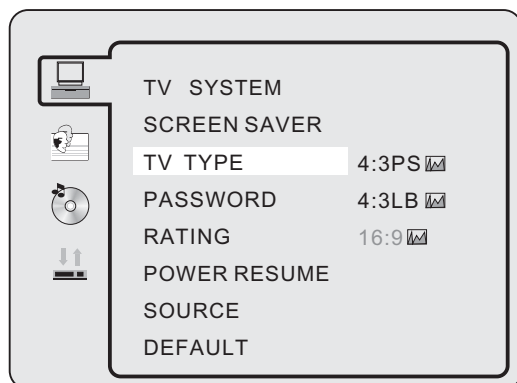 TV SYSTEM
SCREEN SAVER
TV TYPE 4:3PS
PASSWORD 4:3LB
RATING 16:9
POWER RESUME
SOURCE
DEFAULT